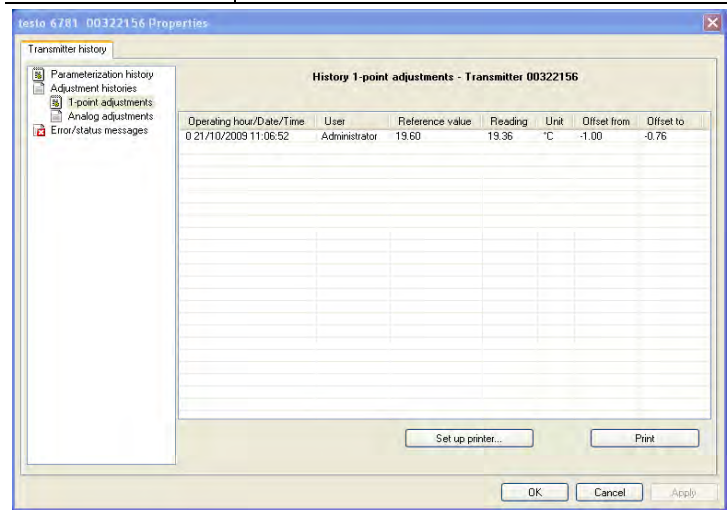 testo 6781 00322156 Properties
Transmitter history
Parameterization history
Adjustment histories
1-point adjustments
Analog adjustments
Error/status messages
History 1-point adjustments - Transmitter 00322156
Operating hour/Date/Time User Reference value Reading Unit Offset from Offset to
0 21/10/2009 11:06:52 Administrator 19.60 19.36 °C -1.00 -0.76
Set up printer... Print
OK Cancel Apply